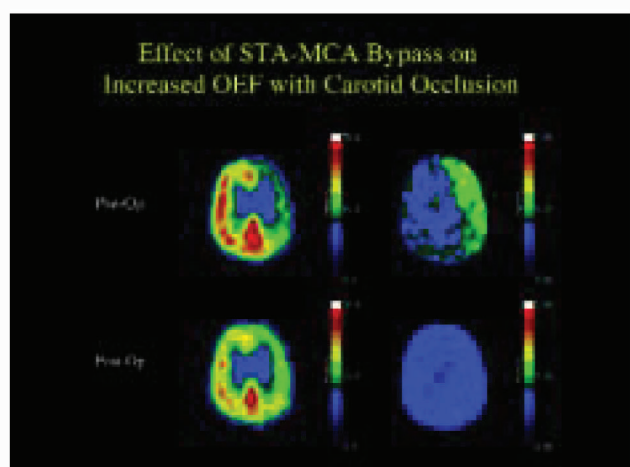 Effect of STA-MCA Bypass on
Increased OEF with Carotid Occlusion
Pre-Op
Post-Op